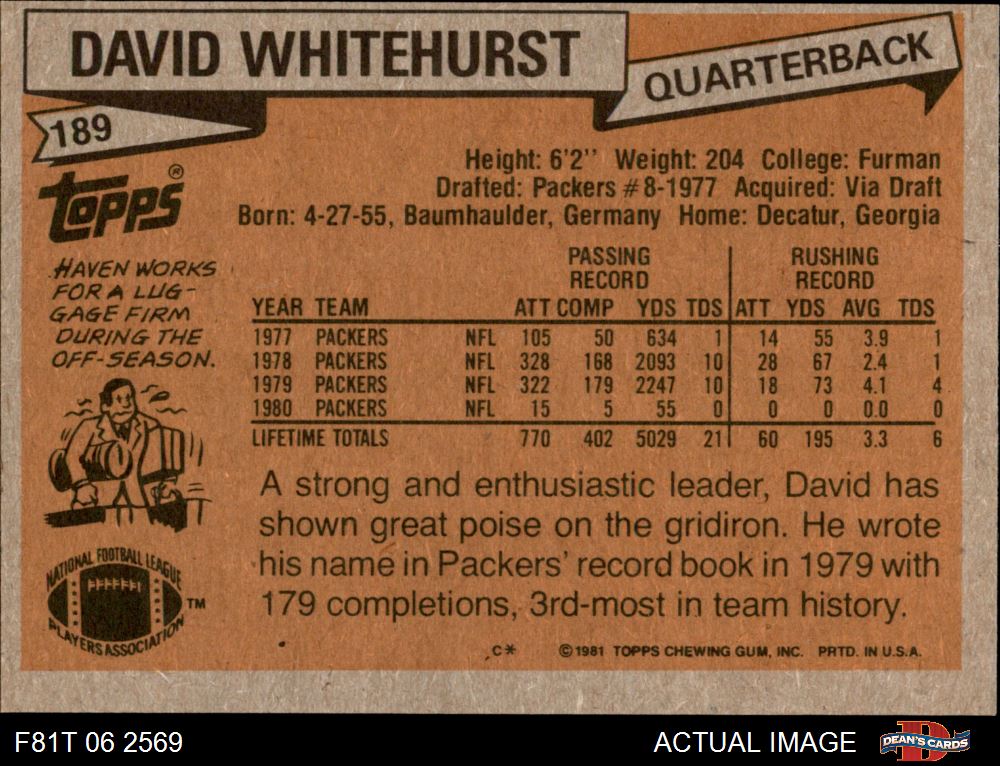 DAVID WHITEHURST
QUARTERBACK
189
Topps®
Height: 6'2'' Weight: 204 College: Furman
Drafted: Packers #8-1977 Acquired: Via Draft
Born: 4-27-55, Baumhaulder, Germany Home: Decatur, Georgia
HAVEN WORKS
FOR A LUG-
GAGE FIRM
DURING THE
OFF-SEASON.
PASSING RUSHING
RECORD RECORD
YEAR TEAM ATT COMP YDS TDS ATT YDS AVG TDS
1977 PACKERS NFL 105 50 634 1 14 55 3.9 1
1978 PACKERS NFL 328 168 2093 10 28 67 2.4 1
1979 PACKERS NFL 322 179 2247 10 18 73 4.1 4
1980 PACKERS NFL 15 5 55 0 0 0 0.0 0
LIFETIME TOTALS 770 402 5029 21 60 195 3.3 6
A strong and enthusiastic leader, David has
shown great poise on the gridiron. He wrote
his name in Packers' record book in 1979 with
179 completions, 3rd-most in team history.
NATIONAL FOOTBALL LEAGUE
PLAYERS ASSOCIATION
TM
C* ©1981 TOPPS CHEWING GUM, INC. PRTD. IN U.S.A.
F81T 06 2569
ACTUAL IMAGE
D
DEAN'S CARDS